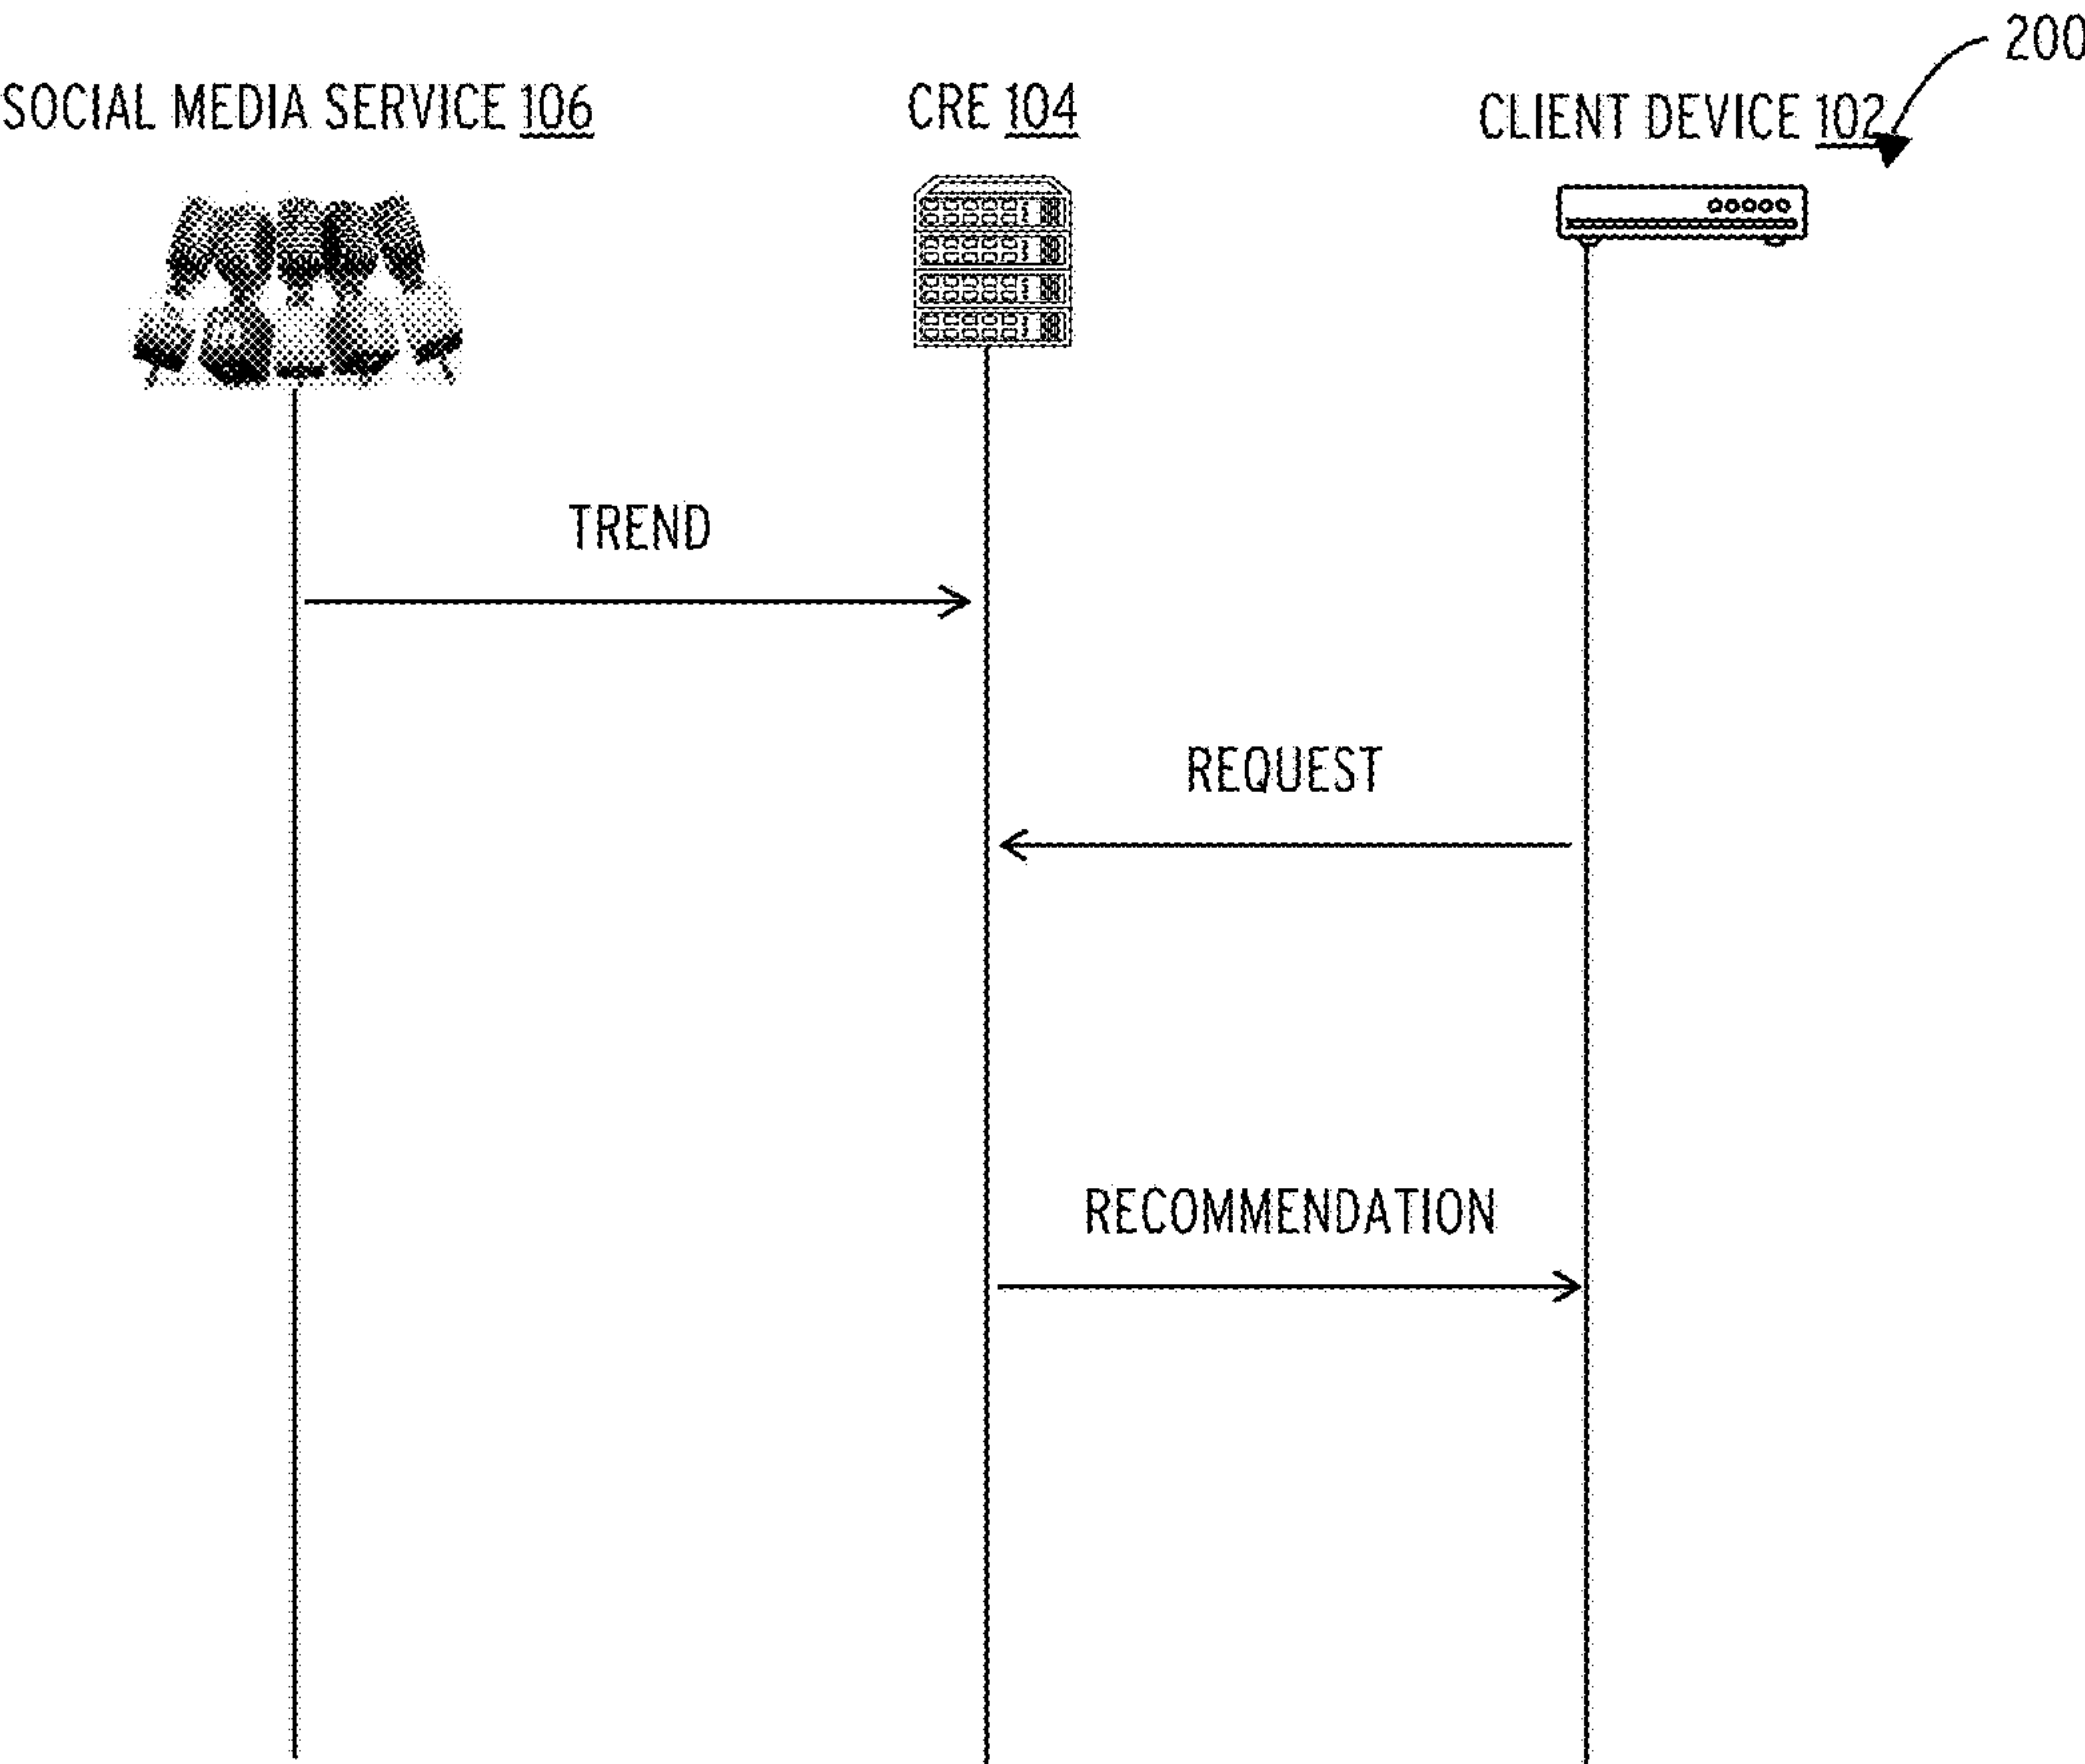 200
SOCIAL MEDIA SERVICE 106
CRE 104
CLIENT DEVICE 102
TREND
REQUEST
RECOMMENDATION